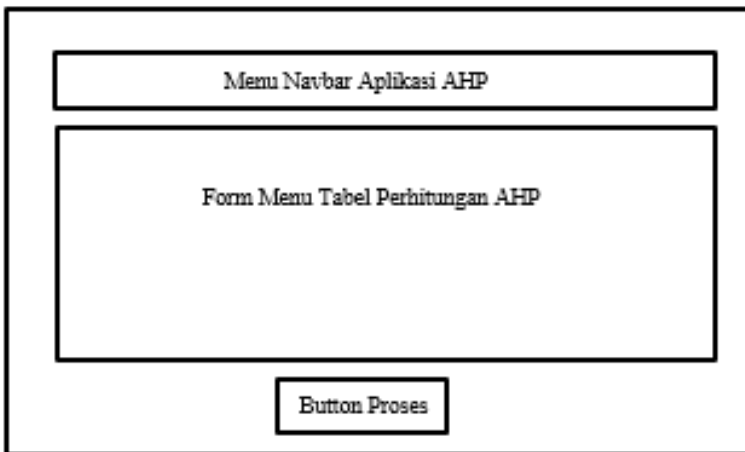 Menu Navbar Aplikasi AHP
Form Menu Tabel Perhitungan AHP
Button Proses